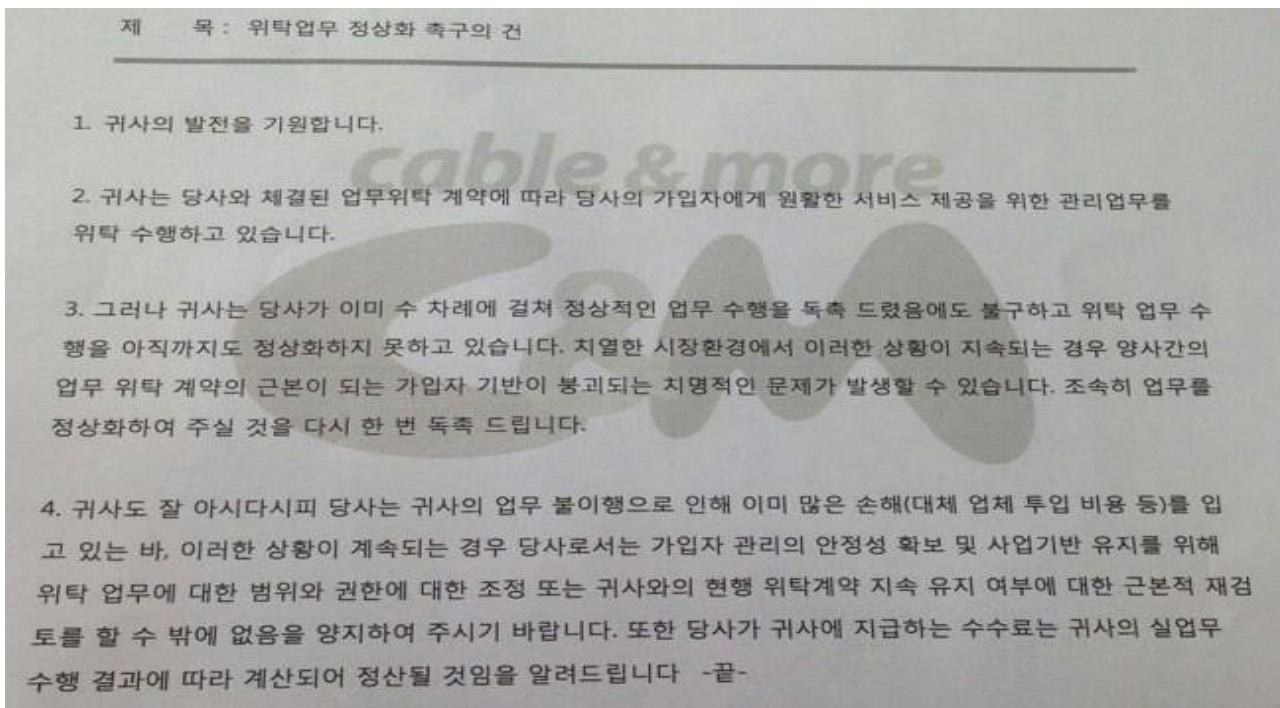 제 목 : 위탁업무 정상화 촉구의 건
1. 귀사의 발전을 기원합니다.
cable & more
2. 귀사는 당사와 체결된 업무위탁 계약에 따라 당사의 가입자에게 원활한 서비스 제공을 위한 관리업무를
위탁 수행하고 있습니다.
C&M
3. 그러나 귀사는 당사가 이미 수 차례에 걸쳐 정상적인 업무 수행을 독촉 드렸음에도 불구하고 위탁 업무 수
행을 아직까지도 정상화하지 못하고 있습니다. 치열한 시장환경에서 이러한 상황이 지속되는 경우 양사간의
업무 위탁 계약의 근본이 되는 가입자 기반이 붕괴되는 치명적인 문제가 발생할 수 있습니다. 조속히 업무를
정상화하여 주실 것을 다시 한 번 독촉 드립니다.
4. 귀사도 잘 아시다시피 당사는 귀사의 업무 불이행으로 인해 이미 많은 손해(대체 업체 투입 비용 등)를 입
고 있는 바, 이러한 상황이 계속되는 경우 당사로서는 가입자 관리의 안정성 확보 및 사업기반 유지를 위해
위탁 업무에 대한 범위와 권한에 대한 조정 또는 귀사와의 현행 위탁계약 지속 유지 여부에 대한 근본적 재검
토를 할 수 밖에 없음을 양지하여 주시기 바랍니다. 또한 당사가 귀사에 지급하는 수수료는 귀사의 실업무
수행 결과에 따라 계산되어 정산될 것임을 알려드립니다 -끝-